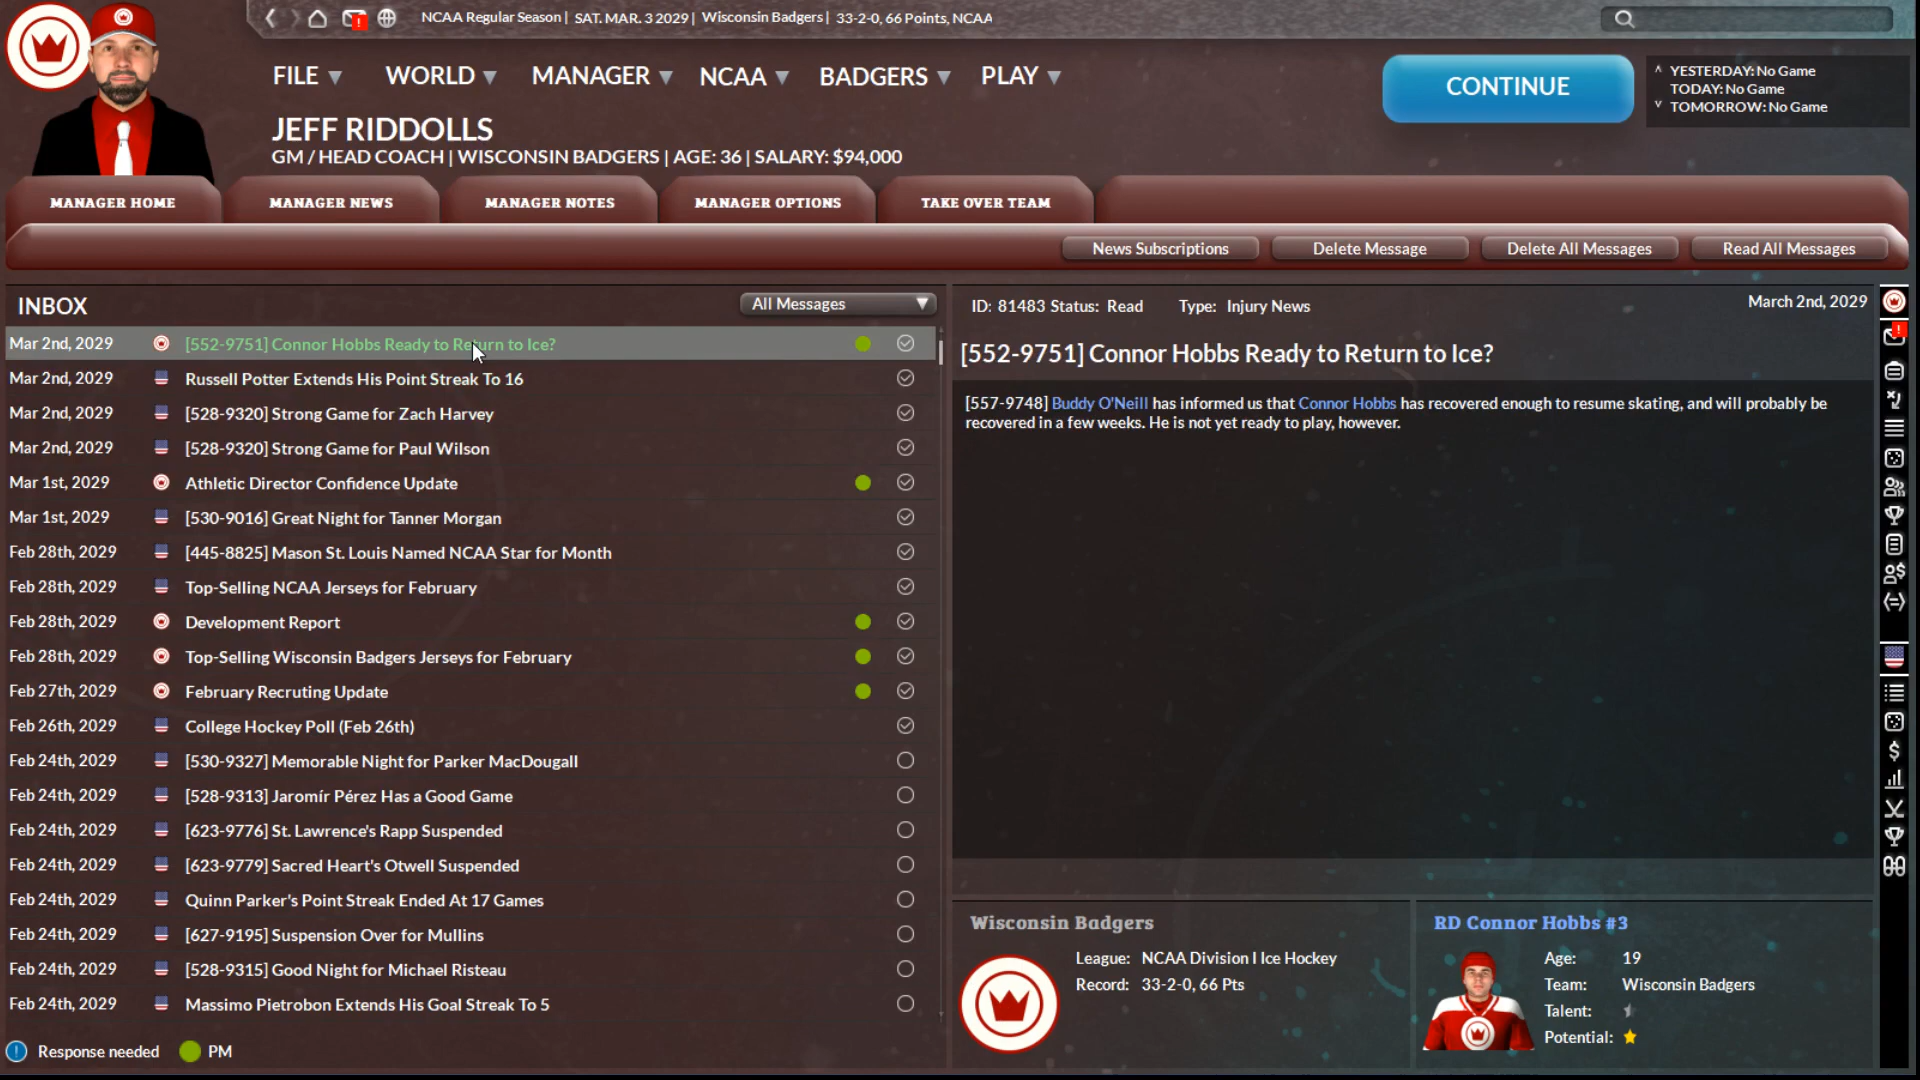 NCAA Regular Season | SAT. MAR. 3 2029 | Wisconsin Badgers | 33-2-0, 66 Points, NCAA
FILE WORLD MANAGER NCAA BADGERS PLAY
CONTINUE
YESTERDAY: No Game
TODAY: No Game
TOMORROW: No Game
JEFF RIDDOLLS
GM / HEAD COACH | WISCONSIN BADGERS | AGE: 36 | SALARY: $94,000
MANAGER HOME MANAGER NEWS MANAGER NOTES MANAGER OPTIONS TAKE OVER TEAM
News Subscriptions Delete Message Delete All Messages Read All Messages
INBOX All Messages
Mar 2nd, 2029 [552-9751] Connor Hobbs Ready to Return to Ice?
Mar 2nd, 2029 Russell Potter Extends His Point Streak To 16
Mar 2nd, 2029 [528-9320] Strong Game for Zach Harvey
Mar 2nd, 2029 [528-9320] Strong Game for Paul Wilson
Mar 1st, 2029 Athletic Director Confidence Update
Mar 1st, 2029 [530-9016] Great Night for Tanner Morgan
Feb 28th, 2029 [445-8825] Mason St. Louis Named NCAA Star for Month
Feb 28th, 2029 Top-Selling NCAA Jerseys for February
Feb 28th, 2029 Development Report
Feb 28th, 2029 Top-Selling Wisconsin Badgers Jerseys for February
Feb 27th, 2029 February Recruting Update
Feb 26th, 2029 College Hockey Poll (Feb 26th)
Feb 24th, 2029 [530-9327] Memorable Night for Parker MacDougall
Feb 24th, 2029 [528-9313] Jaromír Pérez Has a Good Game
Feb 24th, 2029 [623-9776] St. Lawrence's Rapp Suspended
Feb 24th, 2029 [623-9779] Sacred Heart's Otwell Suspended
Feb 24th, 2029 Quinn Parker's Point Streak Ended At 17 Games
Feb 24th, 2029 [627-9195] Suspension Over for Mullins
Feb 24th, 2029 [528-9315] Good Night for Michael Risteau
Feb 24th, 2029 Massimo Pietrobon Extends His Goal Streak To 5
Response needed PM
ID: 81483 Status: Read Type: Injury News March 2nd, 2029
[552-9751] Connor Hobbs Ready to Return to Ice?
[557-9748] Buddy O'Neill has informed us that Connor Hobbs has recovered enough to resume skating, and will probably be
recovered in a few weeks. He is not yet ready to play, however.
Wisconsin Badgers
League: NCAA Division I Ice Hockey
Record: 33-2-0, 66 Pts
RD Connor Hobbs #3
Age: 19
Team: Wisconsin Badgers
Talent:
Potential: